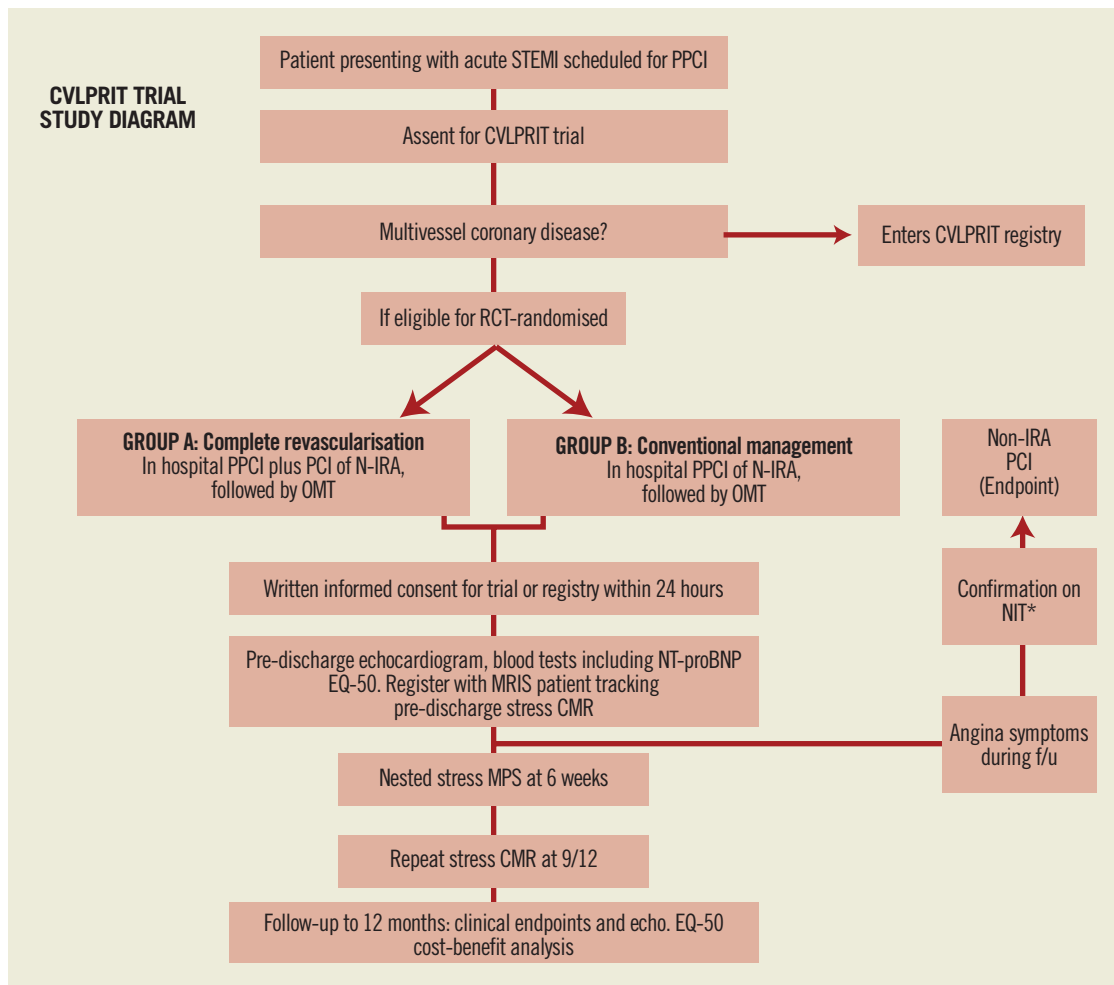 CVLPRIT TRIAL
STUDY DIAGRAM
Patient presenting with acute STEMI scheduled for PPCI
Assent for CVLPRIT trial
Multivessel coronary disease?
Enters CVLPRIT registry
If eligible for RCT-randomised
GROUP A: Complete revascularisation
In hospital PPCI plus PCI of N-IRA,
followed by OMT
GROUP B: Conventional management
In hospital PPCI of N-IRA,
followed by OMT
Non-IRA
PCI
(Endpoint)
Written informed consent for trial or registry within 24 hours
Confirmation on
NIT*
Pre-discharge echocardiogram, blood tests including NT-proBNP
EQ-50. Register with MRIS patient tracking
pre-discharge stress CMR
Angina symptoms
during f/u
Nested stress MPS at 6 weeks
Repeat stress CMR at 9/12
Follow-up to 12 months: clinical endpoints and echo. EQ-50
cost-benefit analysis